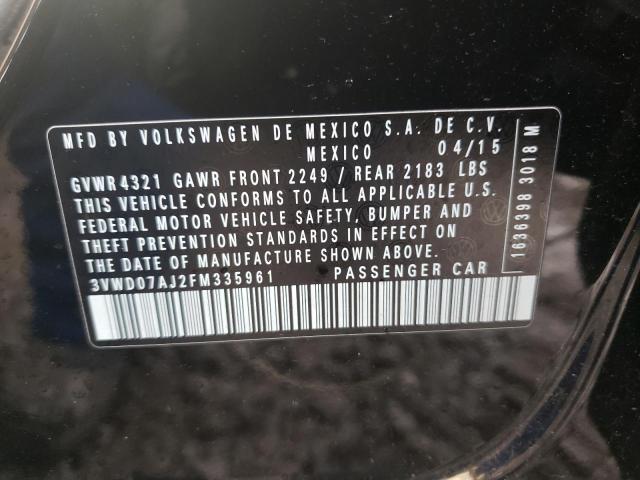 MFD BY VOLKSWAGEN DE MEXICO S.A. DE C.V.
MEXICO 04/15
GVWR4321 GAWR FRONT 2249 / REAR 2183 LBS
THIS VEHICLE CONFORMS TO ALL APPLICABLE U.S.
FEDERAL MOTOR VEHICLE SAFETY, BUMPER AND
THEFT PREVENTION STANDARDS IN EFFECT ON
THE DATE OF MANUFACTURE SHOWN ABOVE.
3VWD07AJ2FM335961 PASSENGER CAR
1636398 3018 M